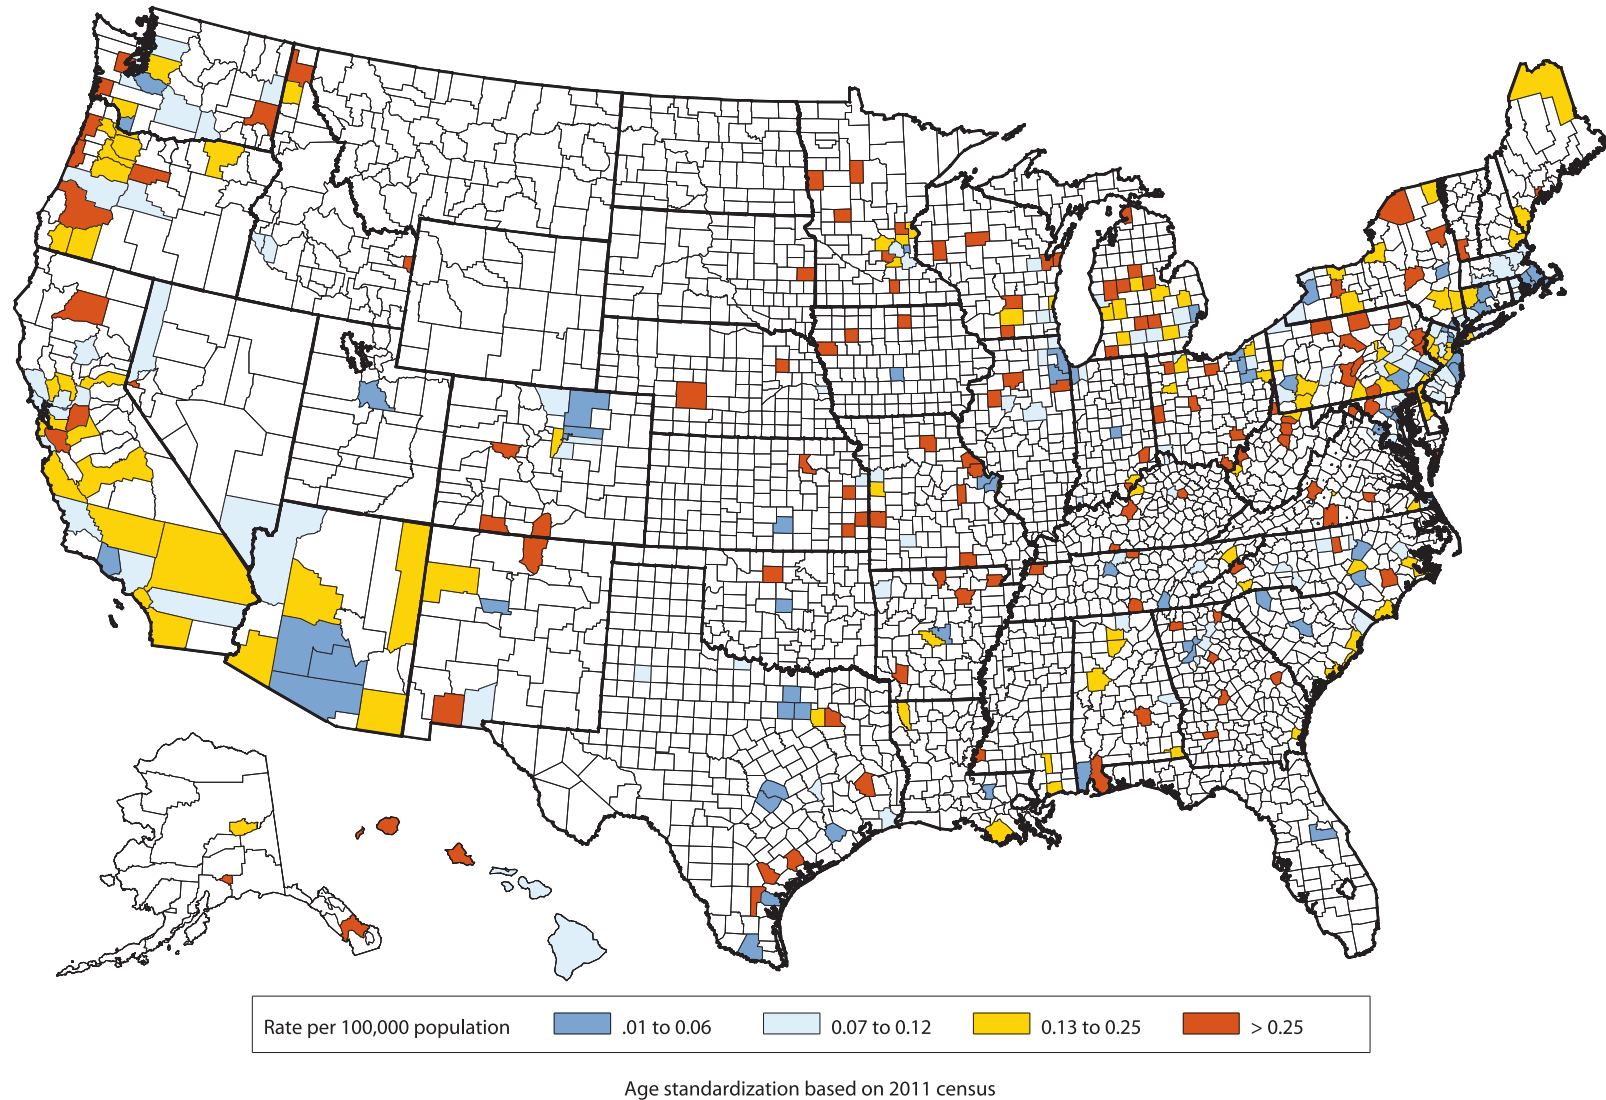 Rate per 100,000 population .01 to 0.06 0.07 to 0.12 0.13 to 0.25 > 0.25
Age standardization based on 2011 census